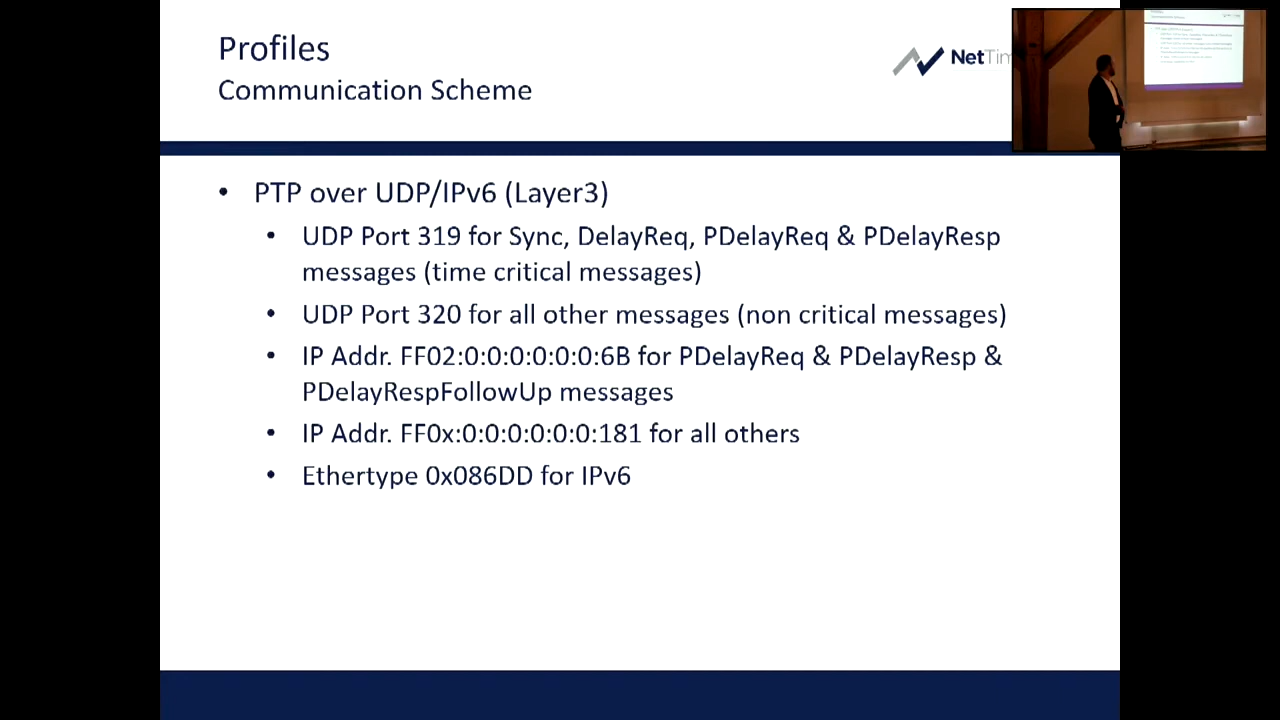 Profiles
Communication Scheme
NetTim
• PTP over UDP/IPv6 (Layer3)
• UDP Port 319 for Sync, DelayReq, PDelayReq & PDelayResp
messages (time critical messages)
• UDP Port 320 for all other messages (non critical messages)
• IP Addr. FF02:0:0:0:0:0:0:6B for PDelayReq & PDelayResp &
PDelayRespFollowUp messages
• IP Addr. FF0x:0:0:0:0:0:0:181 for all others
• Ethertype 0x086DD for IPv6